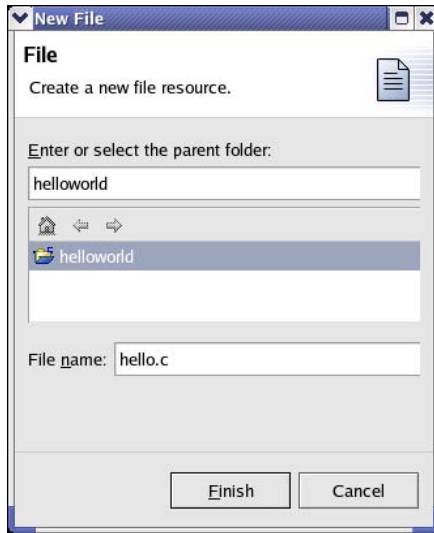 New File
File
Create a new file resource.
Enter or select the parent folder:
helloworld
helloworld
File name: hello.c
Finish Cancel